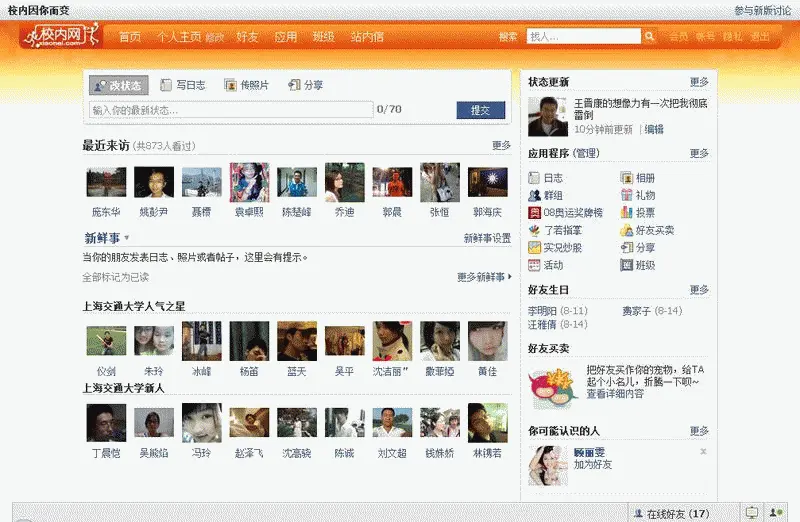 校内因你而变
参与新版讨论
校内网
xiaonei.com
首页 个人主页 修改 好友 应用 班级 站内信
搜索 找人... 会员 帐号 隐私 退出
改状态 写日志 传照片 分享
输入你的最新状态... 0/70 提交
最近来访 (共873人看过) 更多
庞东华 姚彭尹 聂槽 袁卓熙 陈楚峰 乔迪 郭晨 张恒 郭海庆
新鲜事 新鲜事设置
当你的朋友发表日志、照片或者帖子，这里会有提示。
全部标记为已读 更多新鲜事
上海交通大学人气之星
仪剑 朱玲 冰峰 杨笛 蓝天 吴平 沈洁丽" 黄佳
上海交通大学新人
丁晨恺 吴熊焰 冯玲 赵泽飞 沈高骁 陈诚 刘文超 钱姝娇 林镌若
状态更新 更多
王晋康的想像力有一次把我彻底
雷倒
10分钟前更新 | 编辑
应用程序 (管理) 更多
日志 相册
群组 礼物
08奥运奖牌榜 投票
了若指掌 好友买卖
实况炒股 分享
活动 班级
好友生日 更多
李明阳 (8-11) 袁家子 (8-14)
汪雅倩 (8-14)
好友买卖
把好友买作你的宠物，给TA
起个小名儿，折腾一下呗~
查看详细内容
你可能认识的人 更多
顾丽雯
加为好友
在线好友 (17)